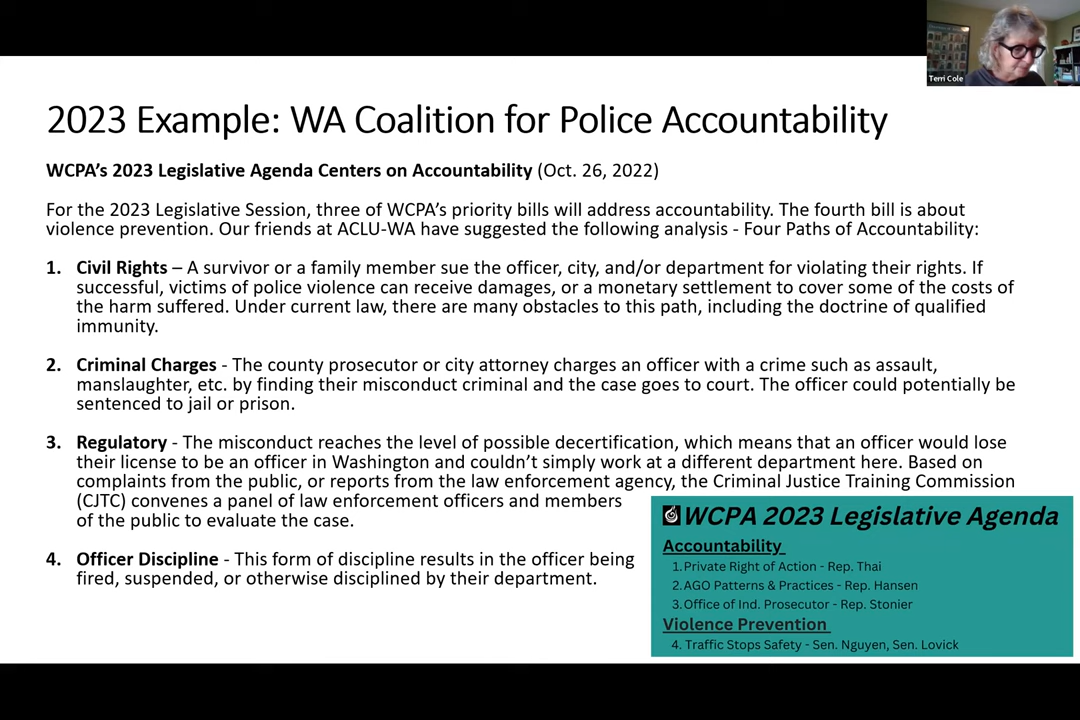 Terri Cole
2023 Example: WA Coalition for Police Accountability
WCPA’s 2023 Legislative Agenda Centers on Accountability (Oct. 26, 2022)
For the 2023 Legislative Session, three of WCPA’s priority bills will address accountability. The fourth bill is about
violence prevention. Our friends at ACLU-WA have suggested the following analysis - Four Paths of Accountability:
1. Civil Rights – A survivor or a family member sue the officer, city, and/or department for violating their rights. If
successful, victims of police violence can receive damages, or a monetary settlement to cover some of the costs of
the harm suffered. Under current law, there are many obstacles to this path, including the doctrine of qualified
immunity.
2. Criminal Charges - The county prosecutor or city attorney charges an officer with a crime such as assault,
manslaughter, etc. by finding their misconduct criminal and the case goes to court. The officer could potentially be
sentenced to jail or prison.
3. Regulatory - The misconduct reaches the level of possible decertification, which means that an officer would lose
their license to be an officer in Washington and couldn’t simply work at a different department here. Based on
complaints from the public, or reports from the law enforcement agency, the Criminal Justice Training Commission
(CJTC) convenes a panel of law enforcement officers and members
of the public to evaluate the case.
4. Officer Discipline - This form of discipline results in the officer being
fired, suspended, or otherwise disciplined by their department.
WCPA 2023 Legislative Agenda
Accountability
1. Private Right of Action - Rep. Thai
2. AGO Patterns & Practices - Rep. Hansen
3. Office of Ind. Prosecutor - Rep. Stonier
Violence Prevention
4. Traffic Stops Safety - Sen. Nguyen, Sen. Lovick